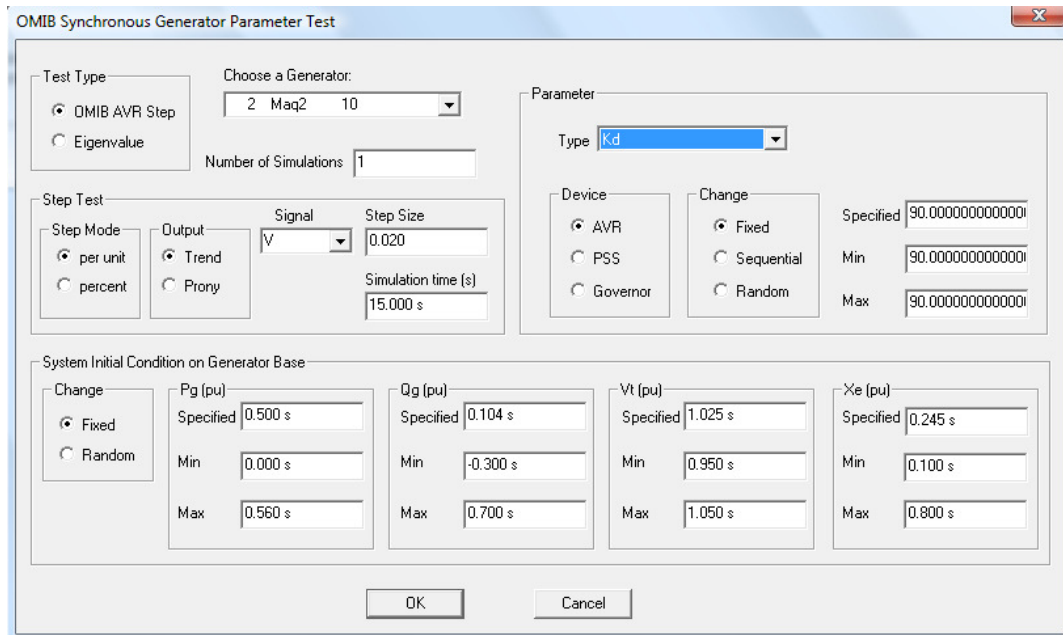 OMIB Synchronous Generator Parameter Test
X
Test Type
OMIB AVR Step
Eigenvalue
Choose a Generator:
2 Maq2 10
Number of Simulations 1
Parameter
Type Kd
Device
AVR
PSS
Governor
Change
Fixed
Sequential
Random
Specified 90.000000000000
Min 90.000000000000
Max 90.000000000000
Step Test
Step Mode
per unit
percent
Output
Trend
Prony
Signal
V
Step Size
0.020
Simulation time (s)
15.000 s
System Initial Condition on Generator Base
Change
Fixed
Random
Pg (pu)
Specified 0.500 s
Min 0.000 s
Max 0.560 s
Qg (pu)
Specified 0.104 s
Min -0.300 s
Max 0.700 s
Vt (pu)
Specified 1.025 s
Min 0.950 s
Max 1.050 s
Xe (pu)
Specified 0.245 s
Min 0.100 s
Max 0.800 s
OK
Cancel